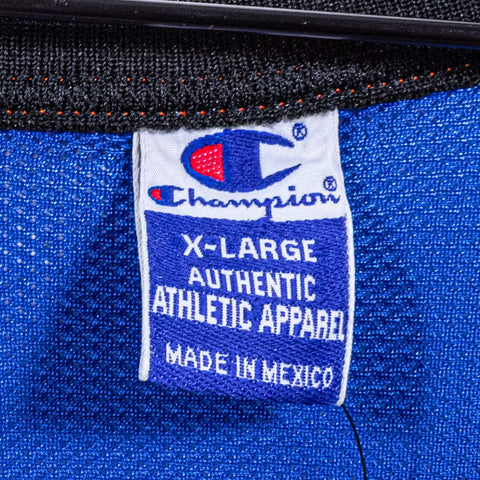 ®
Champion®
X-LARGE
AUTHENTIC
ATHLETIC APPAREL
MADE IN MEXICO